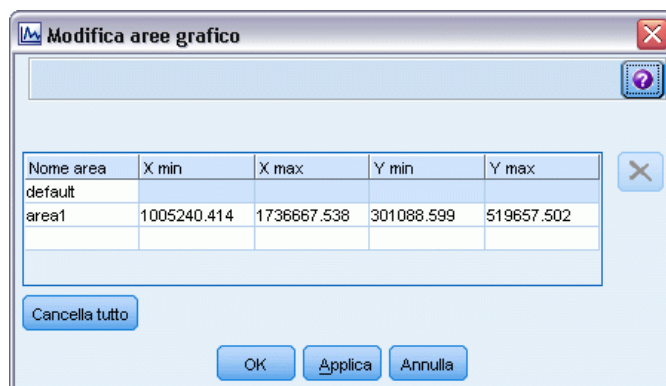 Modifica aree grafico
Nome area X min X max Y min Y max
default
area1 1005240.414 1736667.538 301088.599 519657.502
Cancella tutto
OK Applica Annulla